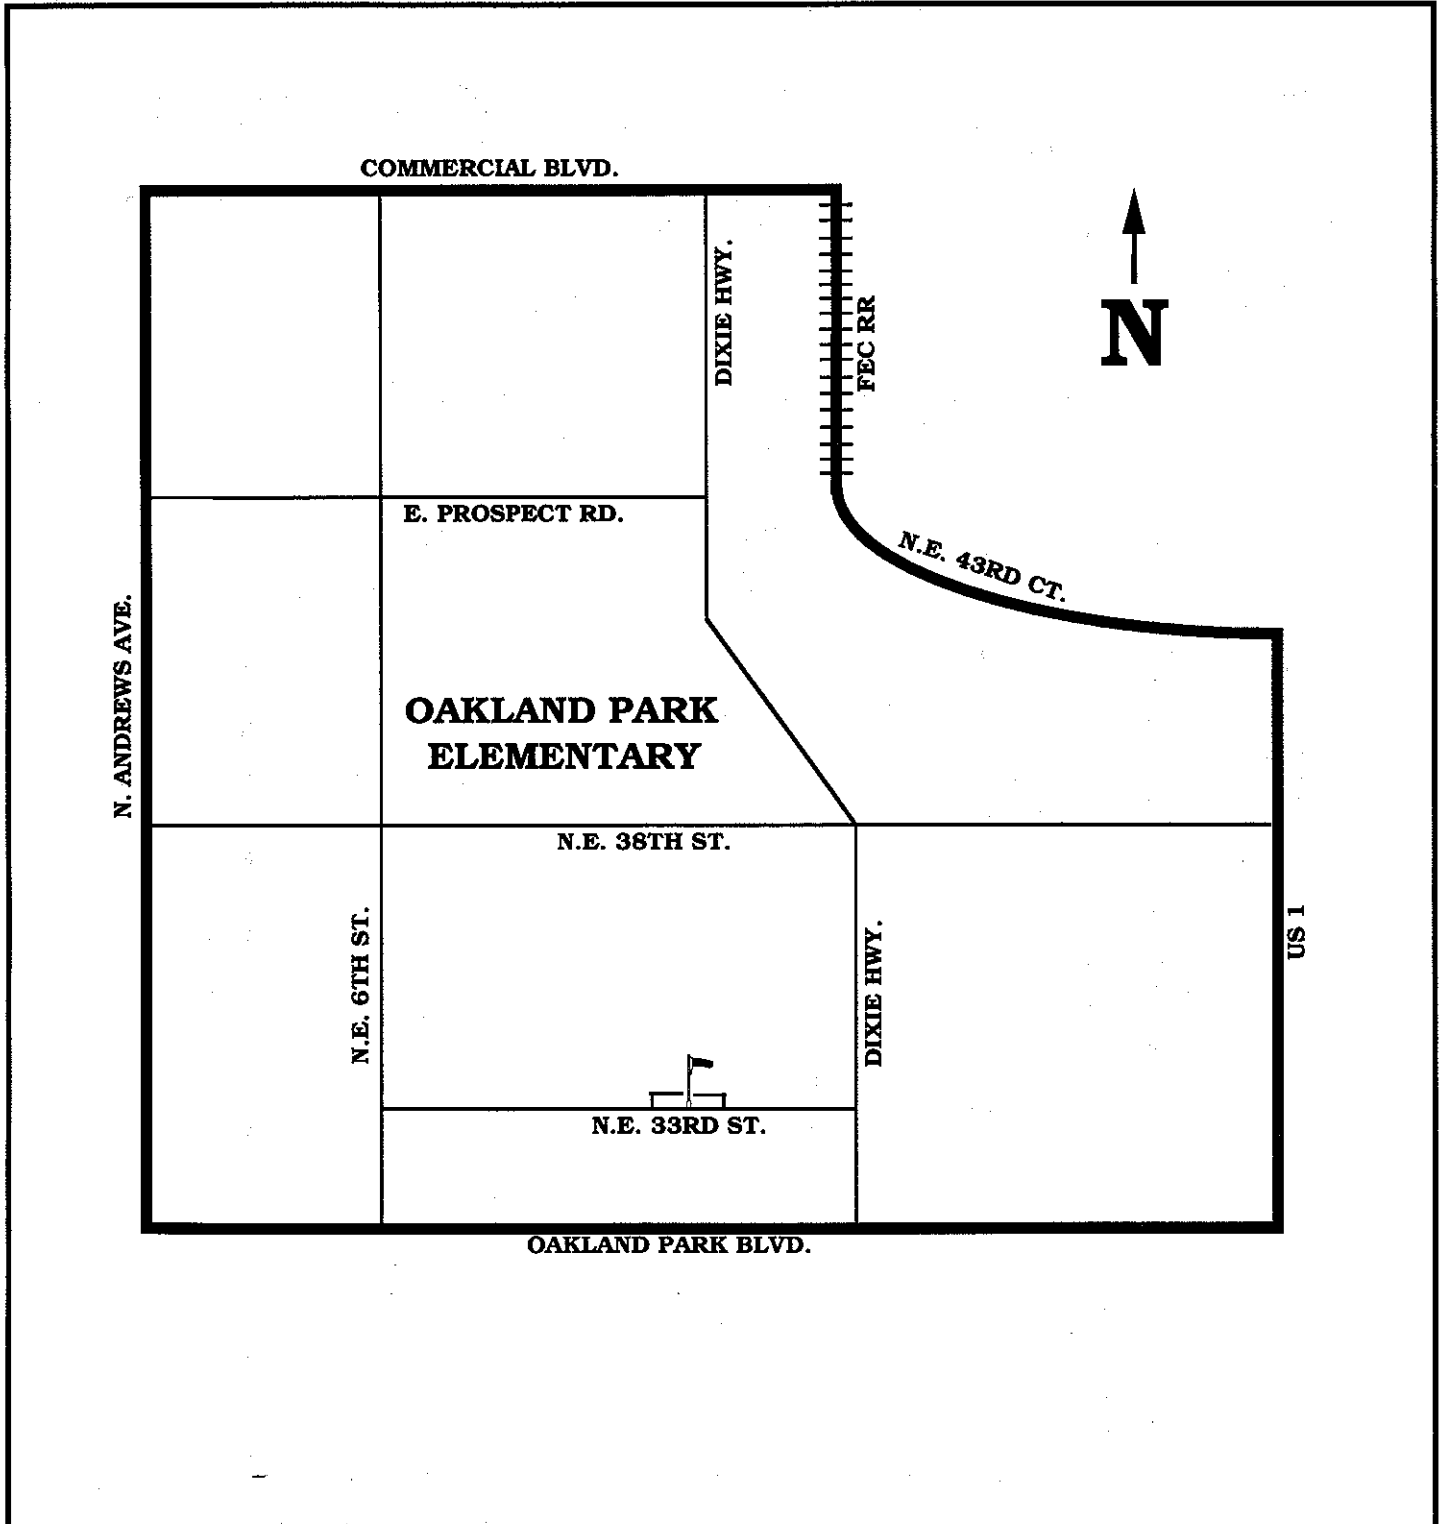 COMMERCIAL BLVD.
DIXIE HWY.
FEC RR
N
E. PROSPECT RD.
N.E. 43RD CT.
N. ANDREWS AVE.
OAKLAND PARK
ELEMENTARY
N.E. 38TH ST.
N.E. 6TH ST.
DIXIE HWY.
US 1
N.E. 33RD ST.
OAKLAND PARK BLVD.